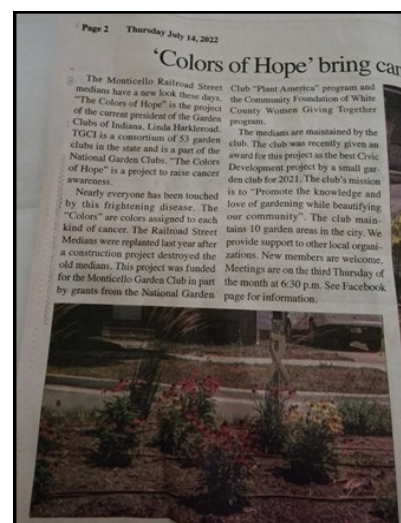 Page 2
Thursday July 14, 2022
'Colors of Hope' bring
The Monticello Railroad Street
medians have a new look these days.
"The Colors of Hope" is the project
of the current president of the Garden
Clubs of Indiana, Linda Harkleroad.
TGCI is a consortium of 53 garden
clubs in the state and is a part of the
National Garden Clubs. "The Colors
of Hope" is a project to raise cancer
awareness.
Nearly everyone has been touched
by this frightening disease. The
"Colors" are colors assigned to each
kind of cancer. The Railroad Street
Medians were replanted last year after
a construction project destroyed the
old medians. This project was funded
for the Monticello Garden Club in part
by grants from the National Garden
Club "Plant America" program and
the Community Foundation of White
County Women Giving Together
program.
The medians are maintained by the
club. The club was recently given an
award for this project as the best Civic
Development project by a small gar-
den club for 2021. The club's mission
is to "Promote the knowledge and
love of gardening while beautifying
our community". The club main-
tains 10 garden areas in the city. We
provide support to other local organi-
zations. New members are welcome.
Meetings are on the third Thursday of
the month at 6:30 p.m. See Facebook
page for information.